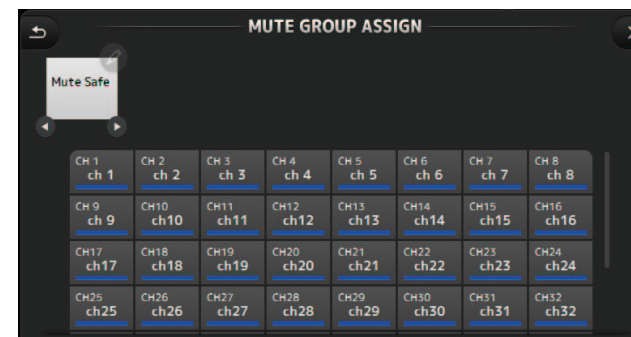 MUTE GROUP ASSIGN
Mute Safe
CH 1 CH 2 CH 3 CH 4 CH 5 CH 6 CH 7 CH 8
ch 1 ch 2 ch 3 ch 4 ch 5 ch 6 ch 7 ch 8
CH 9 CH10 CH11 CH12 CH13 CH14 CH15 CH16
ch 9 ch10 ch11 ch12 ch13 ch14 ch15 ch16
CH17 CH18 CH19 CH20 CH21 CH22 CH23 CH24
ch17 ch18 ch19 ch20 ch21 ch22 ch23 ch24
CH25 CH26 CH27 CH28 CH29 CH30 CH31 CH32
ch25 ch26 ch27 ch28 ch29 ch30 ch31 ch32